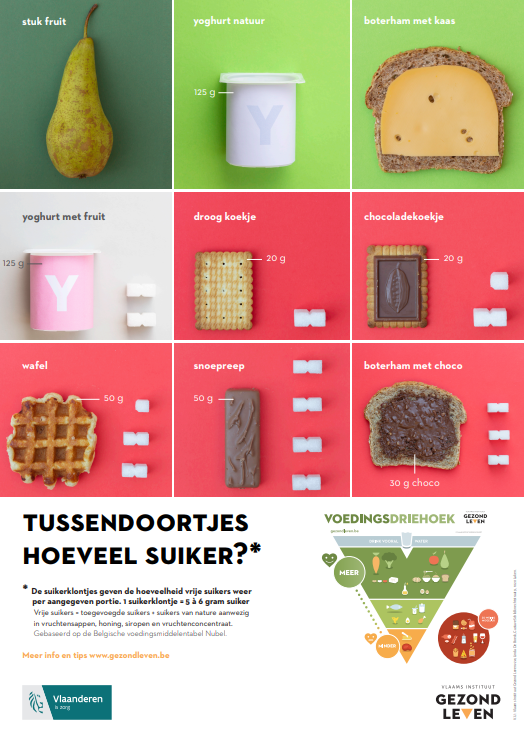 stuk fruit
yoghurt natuur
boterham met kaas
125 g
Y
yoghurt met fruit
droog koekje
chocoladekoekje
125 g
20 g
20 g
Y
wafel
snoepreep
boterham met choco
50 g
50 g
30 g choco
TUSSENDOORTJES
HOEVEEL SUIKER?*
* De suikerklontjes geven de hoeveelheid vrije suikers weer
per aangegeven portie. 1 suikerklontje = 5 à 6 gram suiker
Vrije suikers = toegevoegde suikers + suikers van nature aanwezig
in vruchtensappen, honing, siropen en vruchtenconcentraat.
Gebaseerd op de Belgische voedingsmiddelentabel Nubel.
Meer info en tips www.gezondleven.be
VOEDINGSDRIEHOEK
GEZOND
LEVEN
MEER
MINDER
Vlaanderen
is zorg
VLAAMS INSTITUUT
GEZOND
LEVEN